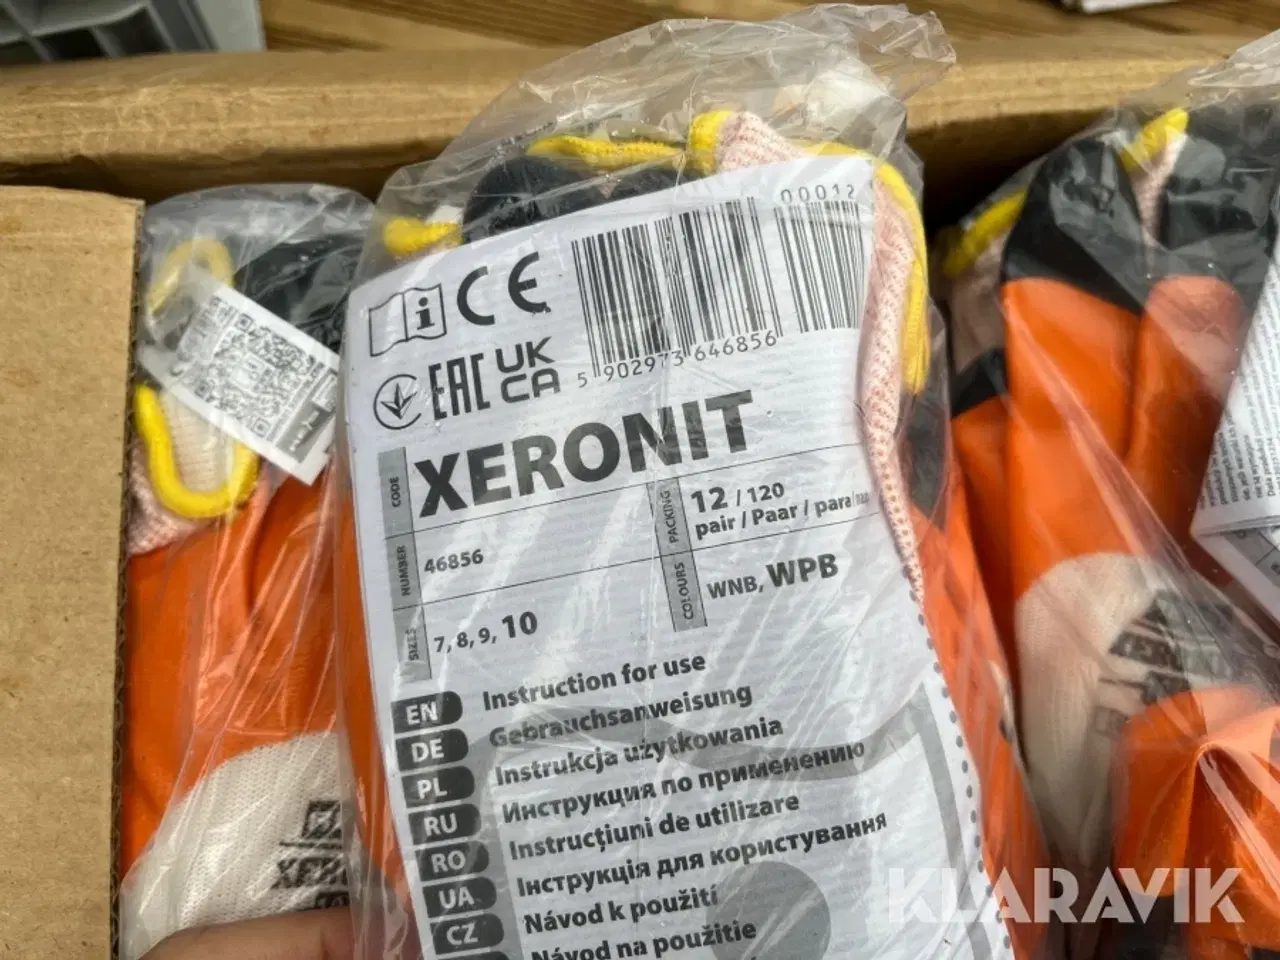 00012
5 902973 646856
i CE
EAC UK
CA
CODE
XERONIT
PACKING
12 / 120
pair / Paar / para
NUMBER
46856
COLOURS
WNB, WPB
SIZES
7, 8, 9, 10
EN Instruction for use
DE Gebrauchsanweisung
PL Instrukcja użytkowania
RU Инструкция по применению
RO Instrucțiuni de utilizare
UA Інструкція для користування
CZ Návod k použití
Návod na použitie
XER
KLARAVIK